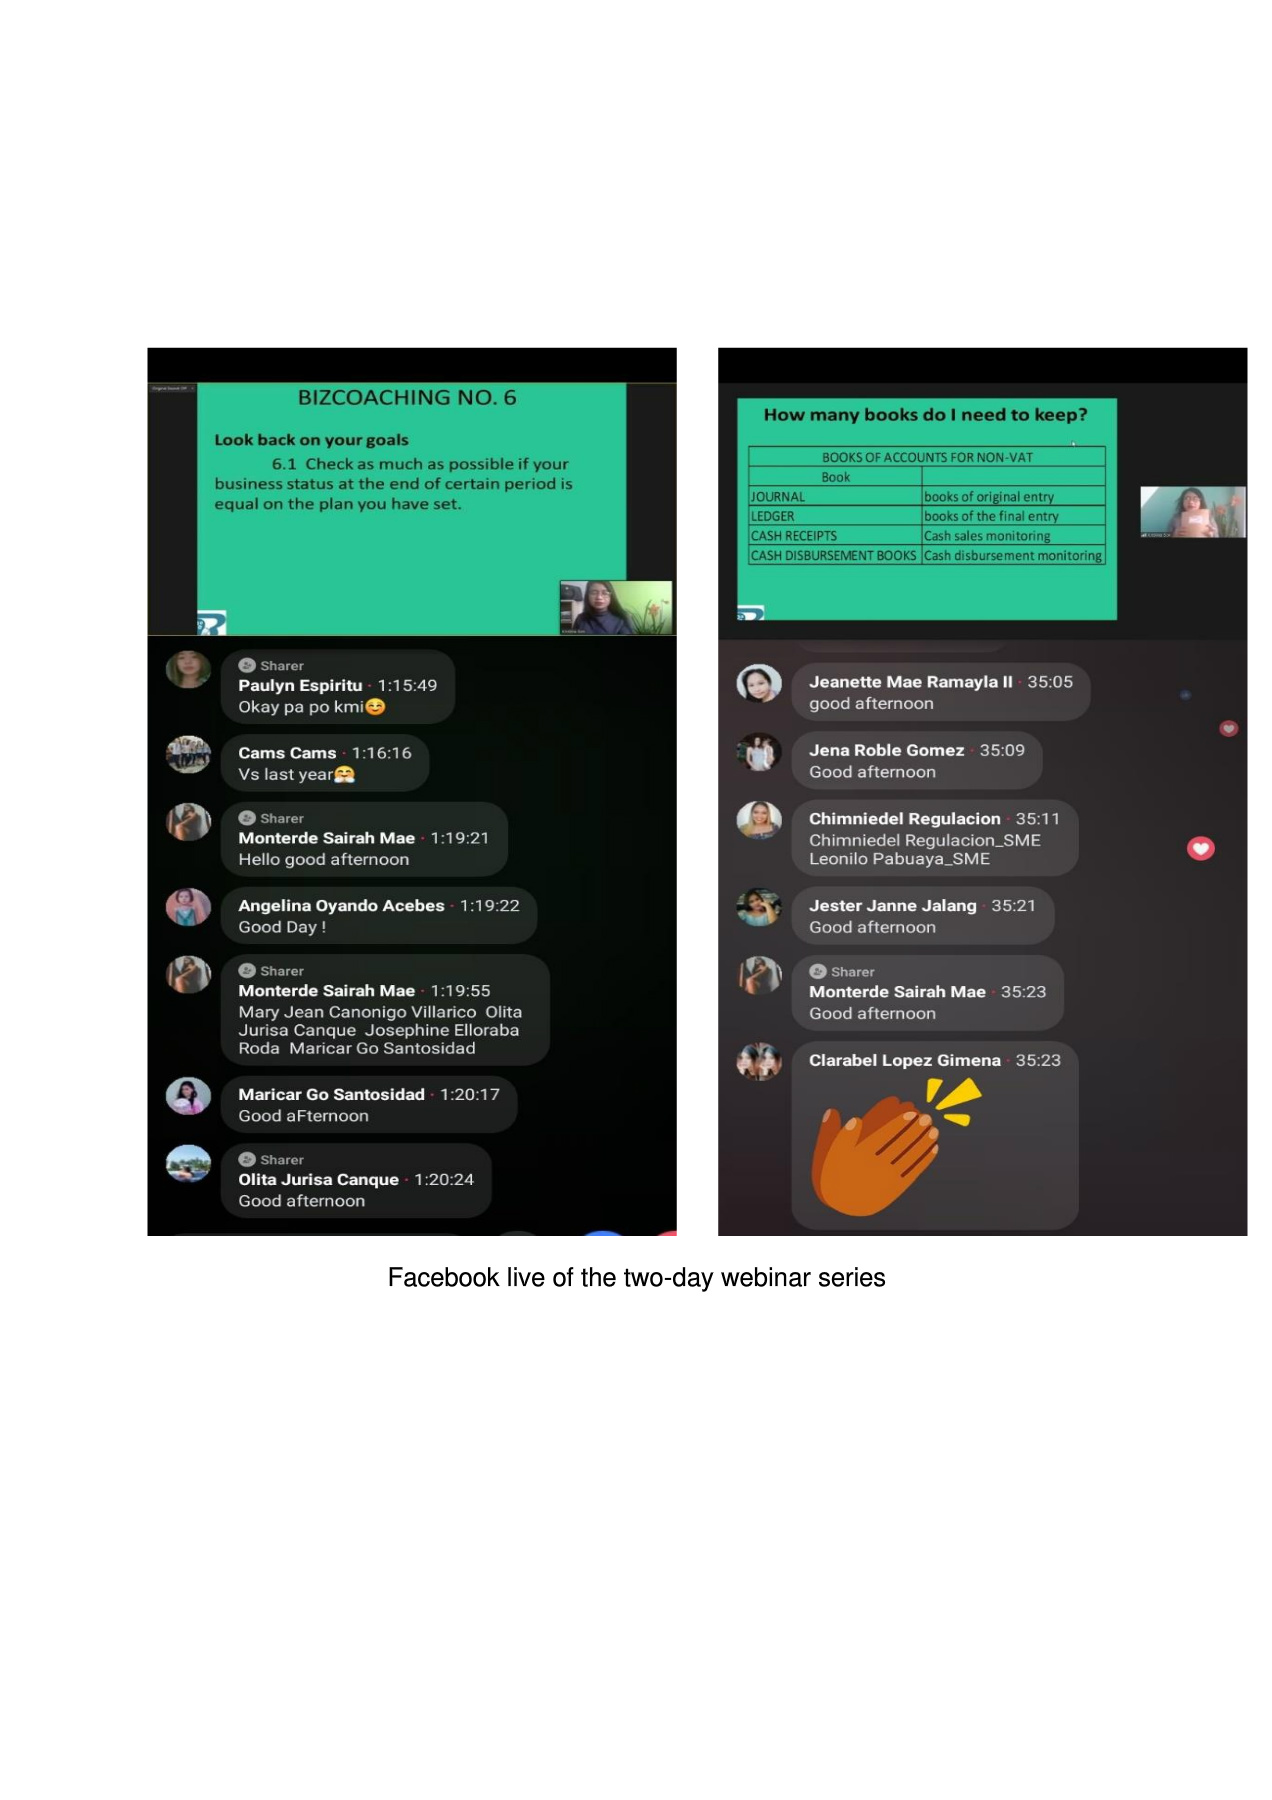 BIZCOACHING NO. 6
Look back on your goals
6.1 Check as much as possible if your
business status at the end of certain period is
equal on the plan you have set.
Sharer
Paulyn Espiritu · 1:15:49
Okay pa po kmi😊
Cams Cams · 1:16:16
Vs last year🤗
Sharer
Monterde Sairah Mae · 1:19:21
Hello good afternoon
Angelina Oyando Acebes · 1:19:22
Good Day !
Sharer
Monterde Sairah Mae · 1:19:55
Mary Jean Canonigo Villarico Olita
Jurisa Canque Josephine Elloraba
Roda Maricar Go Santosidad
Maricar Go Santosidad · 1:20:17
Good aFternoon
Sharer
Olita Jurisa Canque · 1:20:24
Good afternoon
How many books do I need to keep?
BOOKS OF ACCOUNTS FOR NON-VAT
Book
JOURNAL books of original entry
LEDGER books of the final entry
CASH RECEIPTS Cash sales monitoring
CASH DISBURSEMENT BOOKS Cash disbursement monitoring
Jeanette Mae Ramayla II · 35:05
good afternoon
Jena Roble Gomez · 35:09
Good afternoon
Chimniedel Regulacion · 35:11
Chimniedel Regulacion_SME
Leonilo Pabuaya_SME
Jester Janne Jalang · 35:21
Good afternoon
Sharer
Monterde Sairah Mae · 35:23
Good afternoon
Clarabel Lopez Gimena · 35:23
Facebook live of the two-day webinar series